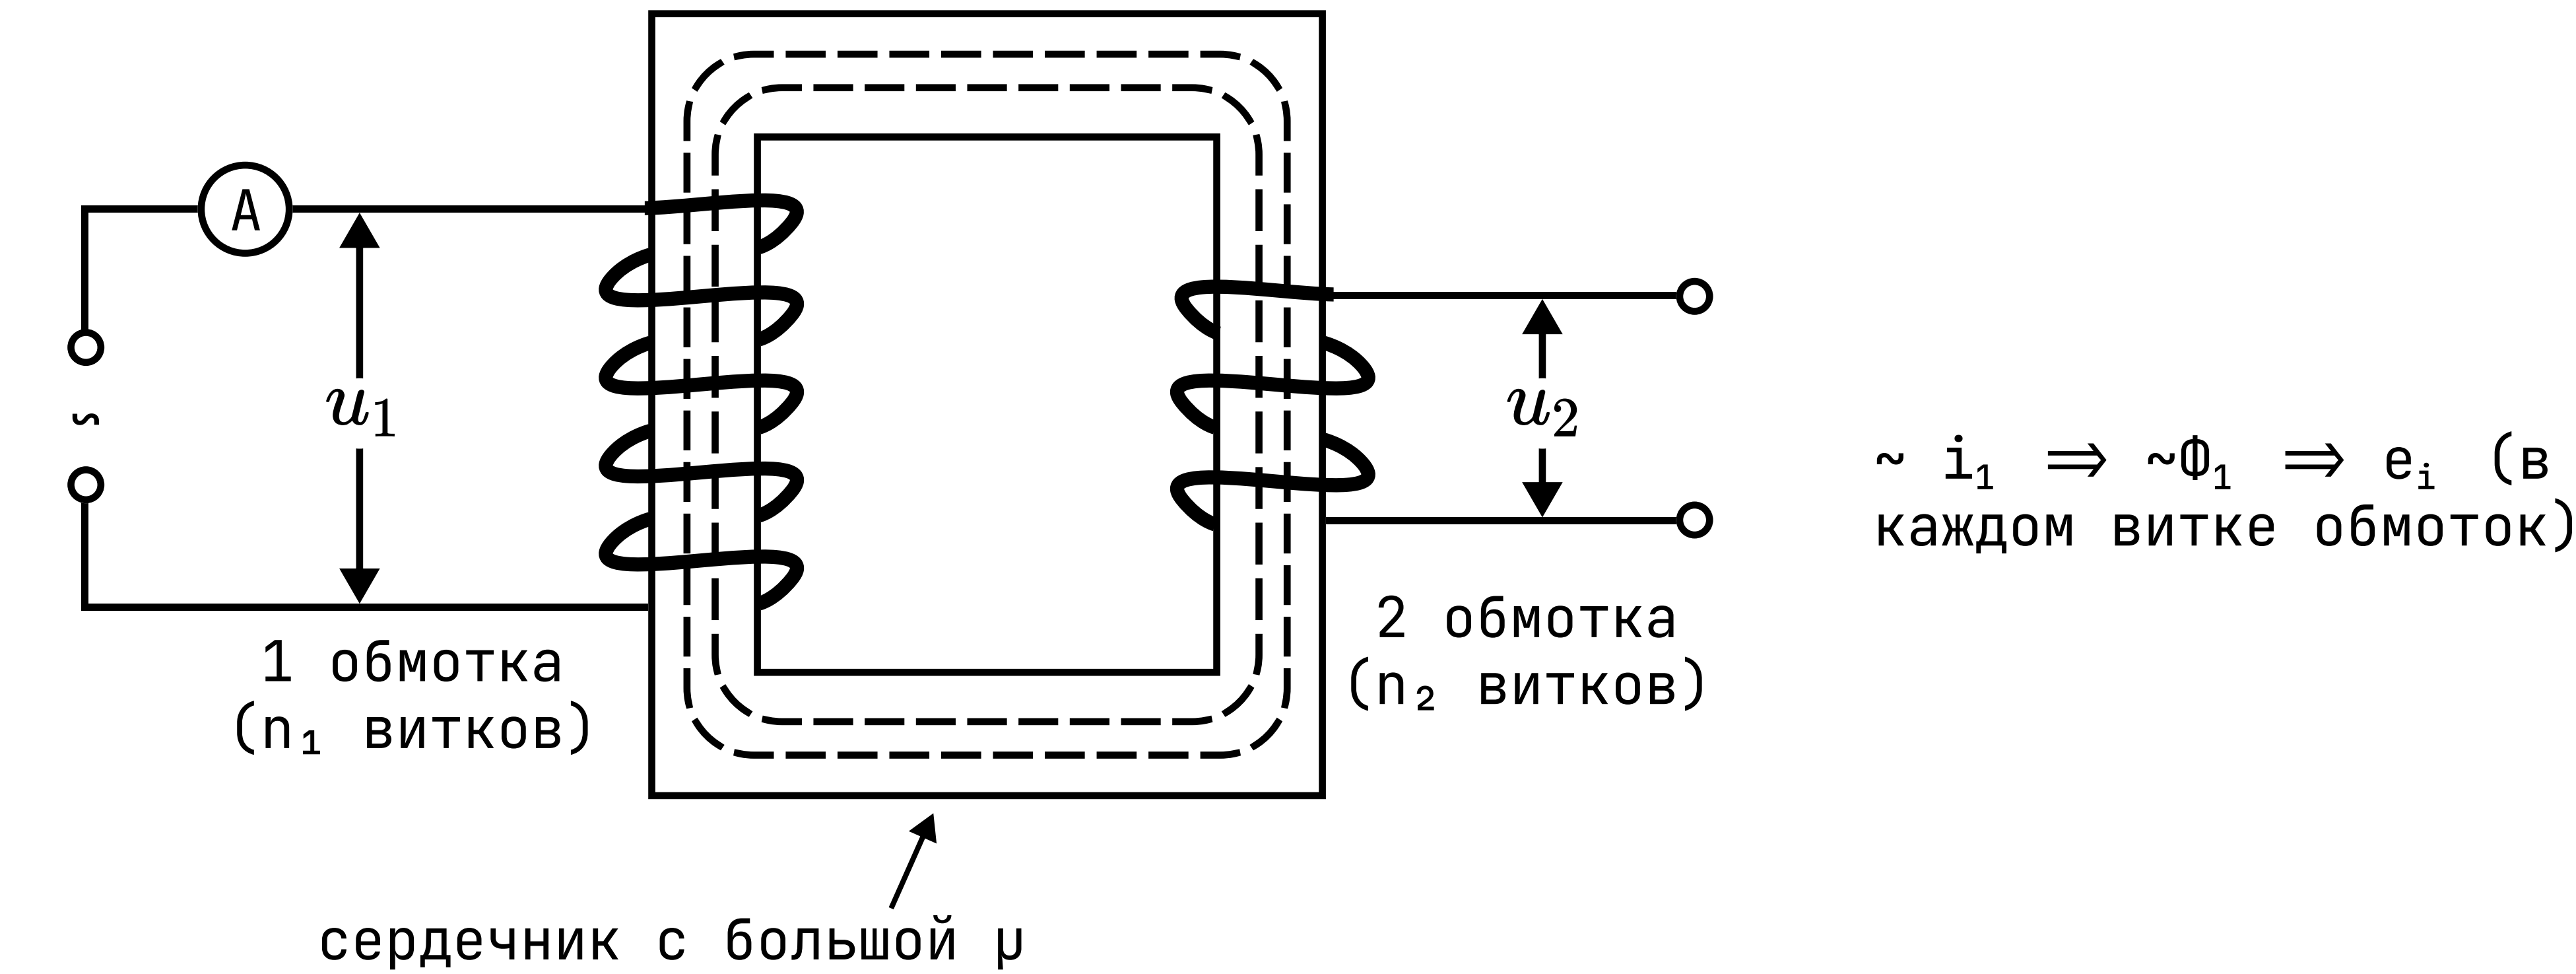 A
~
u₁
u₂
~ i₁ ⇒ ~Φ₁ ⇒ eᵢ (в
каждом витке обмоток)
1 обмотка
(n₁ витков)
2 обмотка
(n₂ витков)
сердечник с большой μ